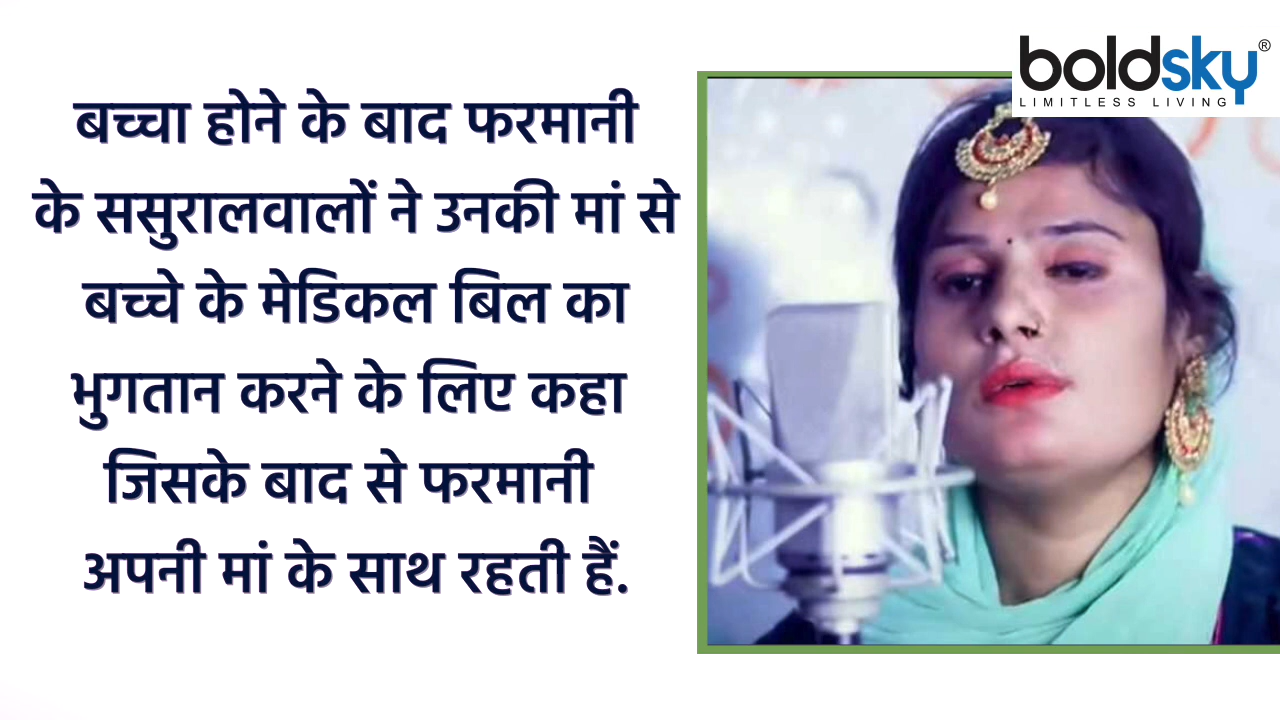 boldsky®
LIMITLESS LIVING
बच्चा होने के बाद फरमानी
के ससुरालवालों ने उनकी मां से
बच्चे के मेडिकल बिल का
भुगतान करने के लिए कहा
जिसके बाद से फरमानी
अपनी मां के साथ रहती हैं.